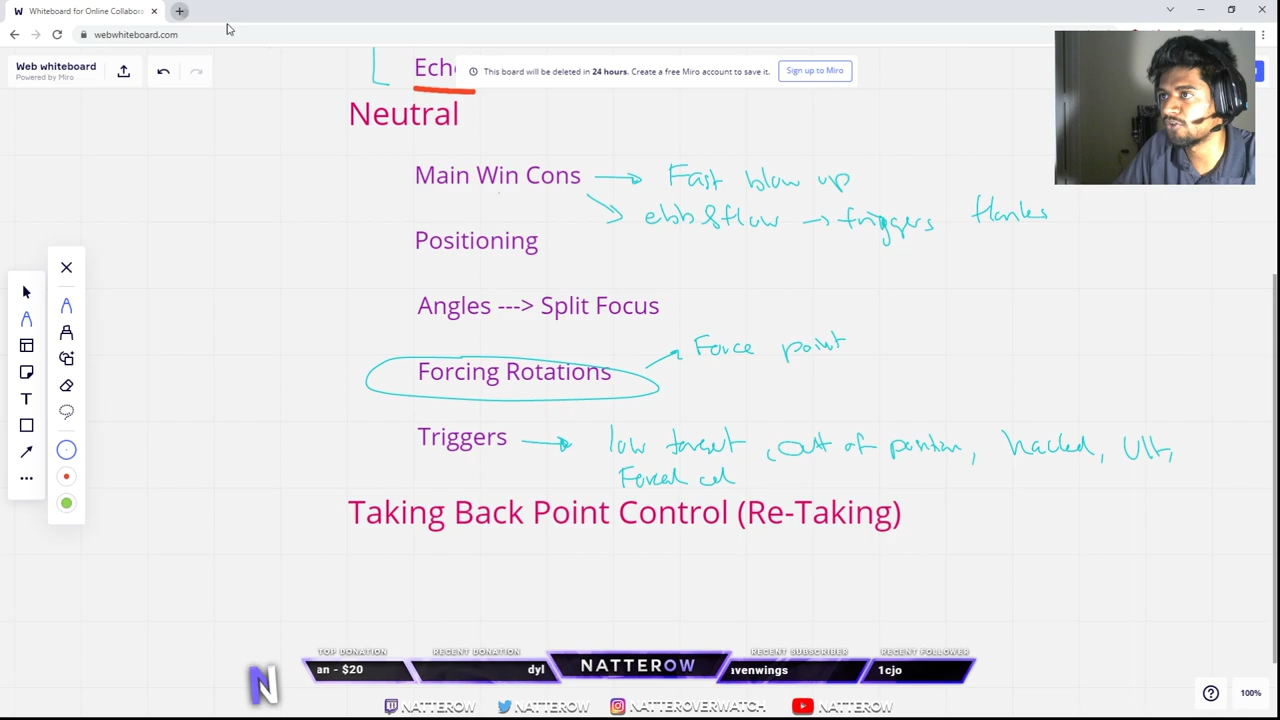 Whiteboard for Online Collabora
webwhiteboard.com
Web whiteboard
Powered by Miro
Ech
This board will be deleted in 24 hours. Create a free Miro account to save it.
Sign up to Miro
Neutral
Main Win Cons → Fast blow up
ebb & flow → triggers flanks
Positioning
Angles ---> Split Focus
Forcing Rotations → Force point
Triggers → low target, out of position, hacked, Ult,
Forced cd
Taking Back Point Control (Re-Taking)
TOP DONATION
an - $20
RECENT DONATION
dyl
NATTEROW
RECENT SUBSCRIBER
avenwings
RECENT FOLLOWER
1cjo
N
NATTEROW
NATTEROW
NATTEROVERWATCH
NATTEROW
100%